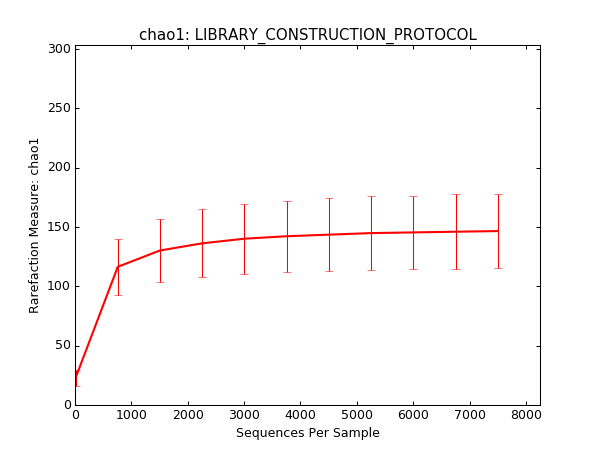 chao1: LIBRARY_CONSTRUCTION_PROTOCOL
300
250
200
150
100
50
0
Rarefaction Measure: chao1
0 1000 2000 3000 4000 5000 6000 7000 8000
Sequences Per Sample